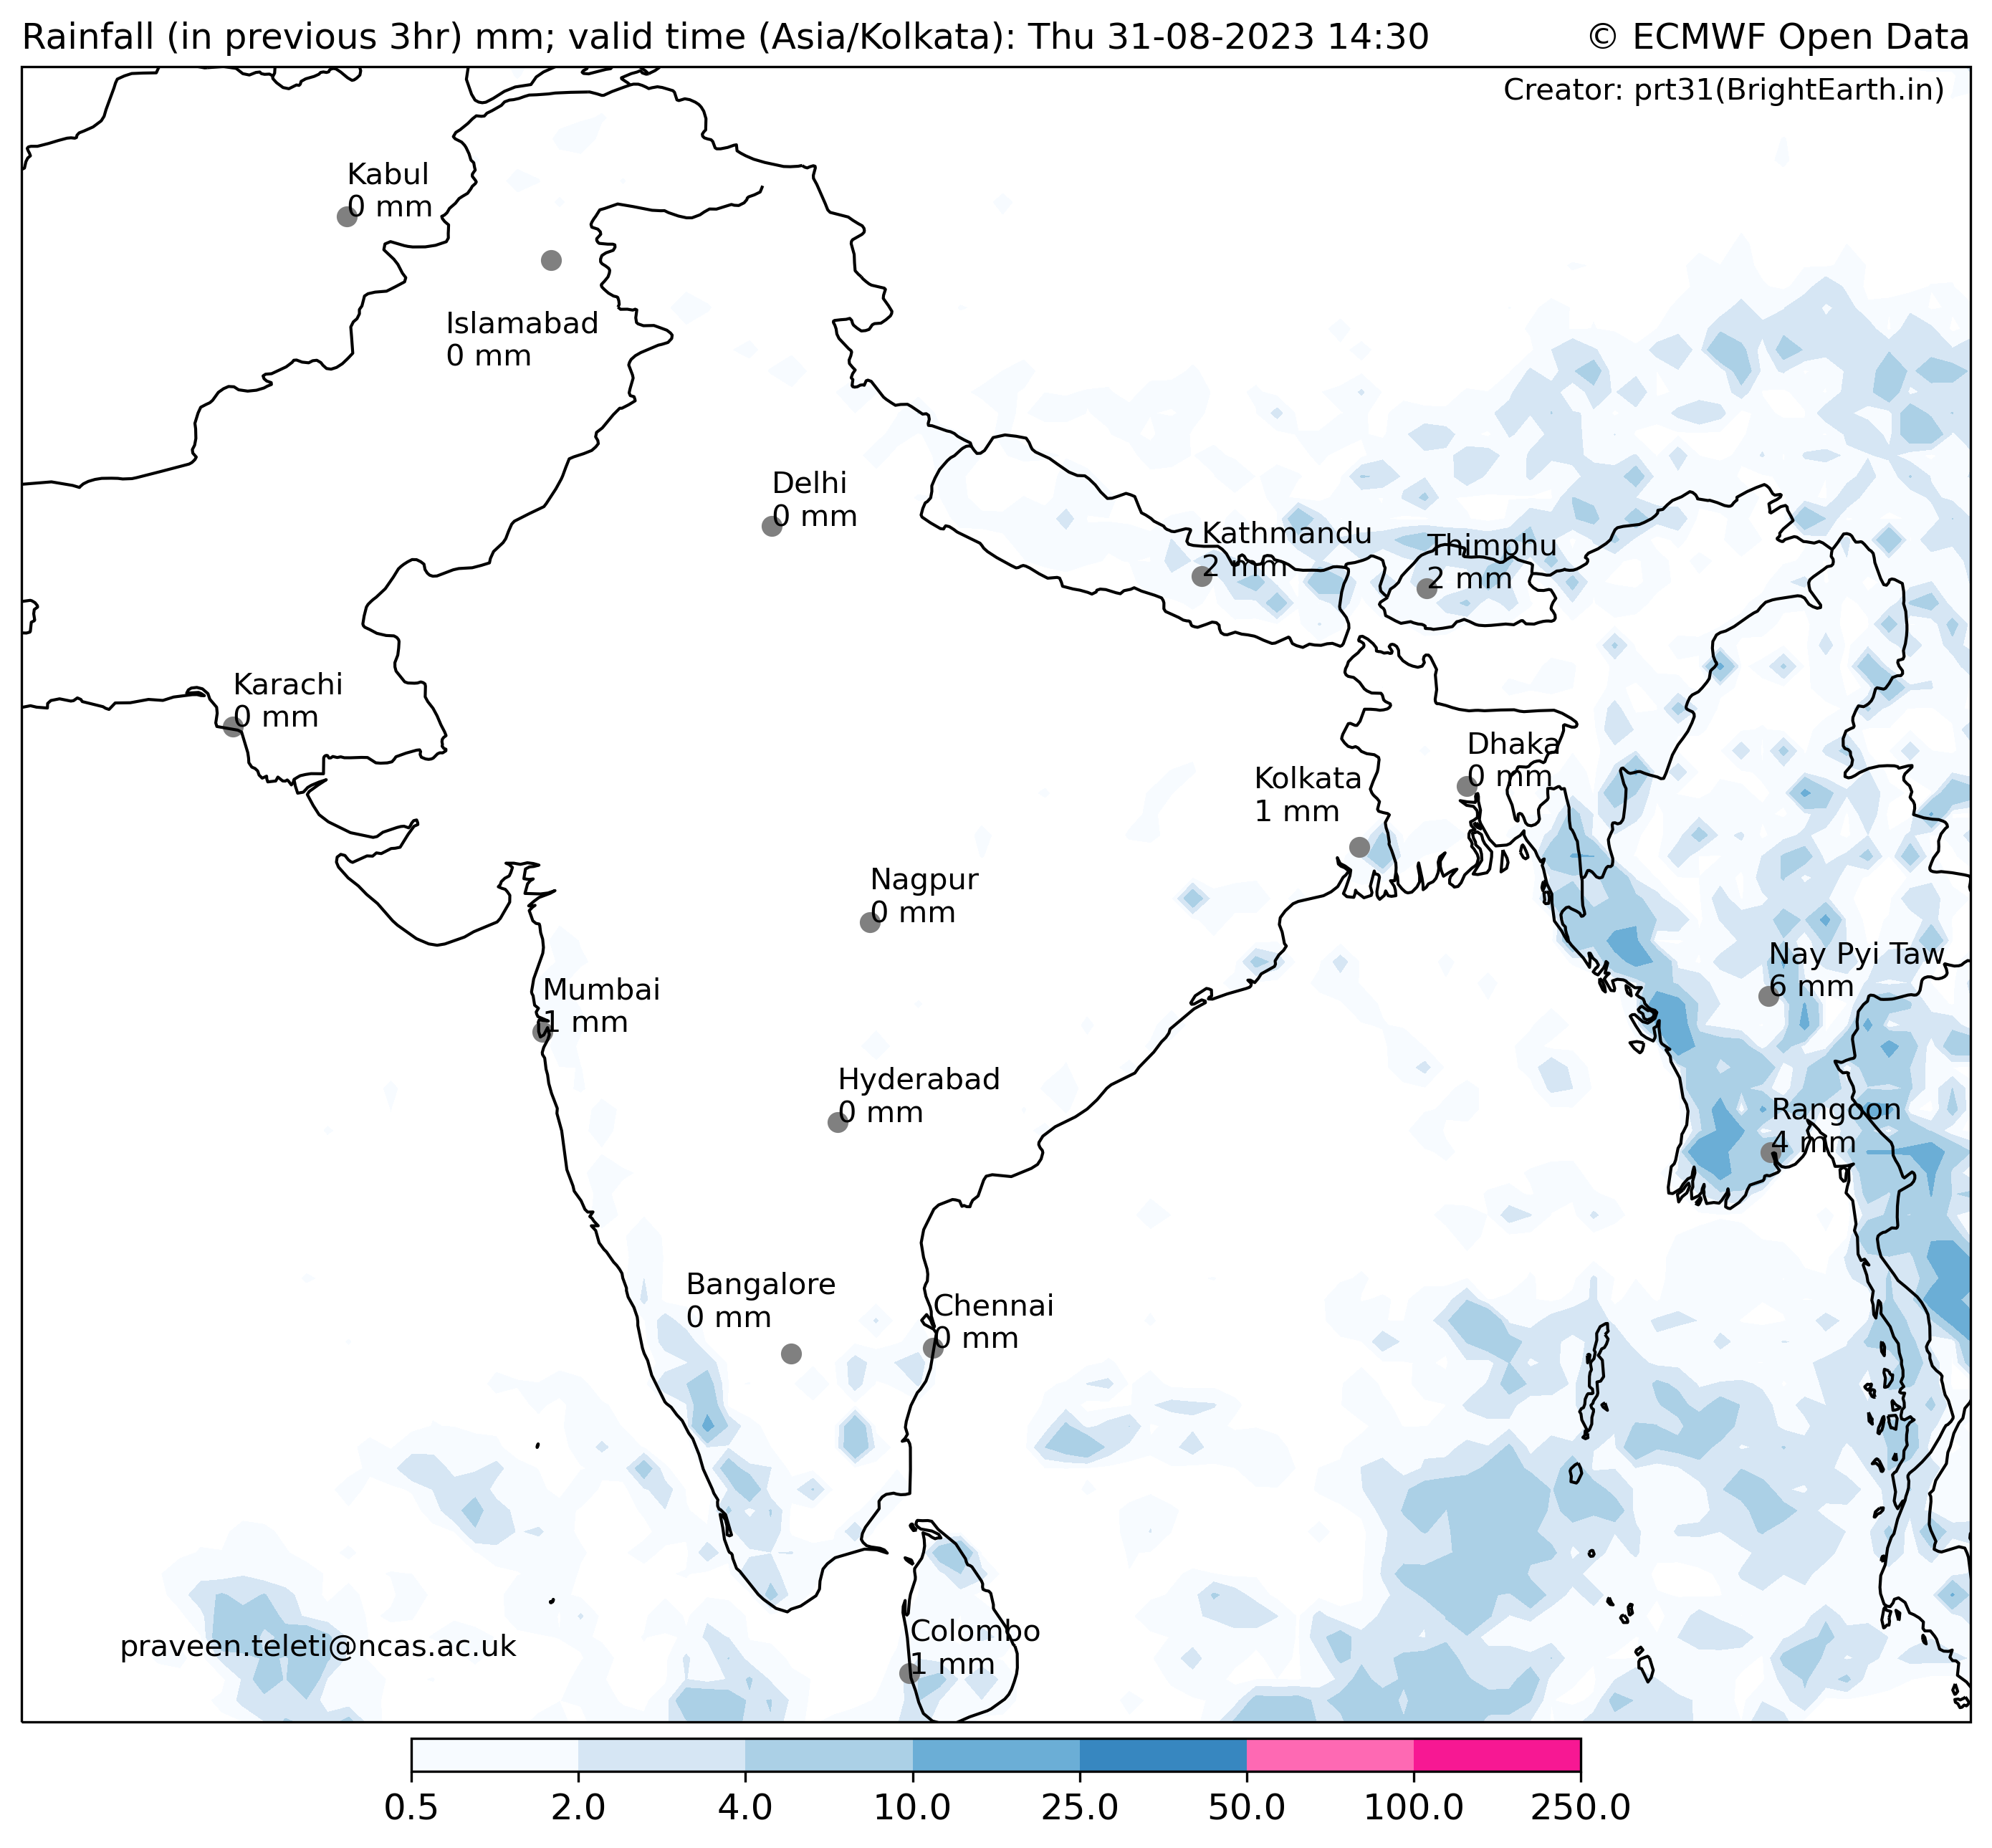 Rainfall (in previous 3hr) mm; valid time (Asia/Kolkata): Thu 31-08-2023 14:30
© ECMWF Open Data
Creator: prt31(BrightEarth.in)
Kabul
0 mm
Islamabad
0 mm
Delhi
0 mm
Kathmandu
2 mm
Thimphu
2 mm
Karachi
0 mm
Dhaka
0 mm
Kolkata
1 mm
Nagpur
0 mm
Nay Pyi Taw
6 mm
Mumbai
1 mm
Hyderabad
0 mm
Rangoon
4 mm
Bangalore
0 mm
Chennai
0 mm
Colombo
1 mm
praveen.teleti@ncas.ac.uk
0.5 2.0 4.0 10.0 25.0 50.0 100.0 250.0